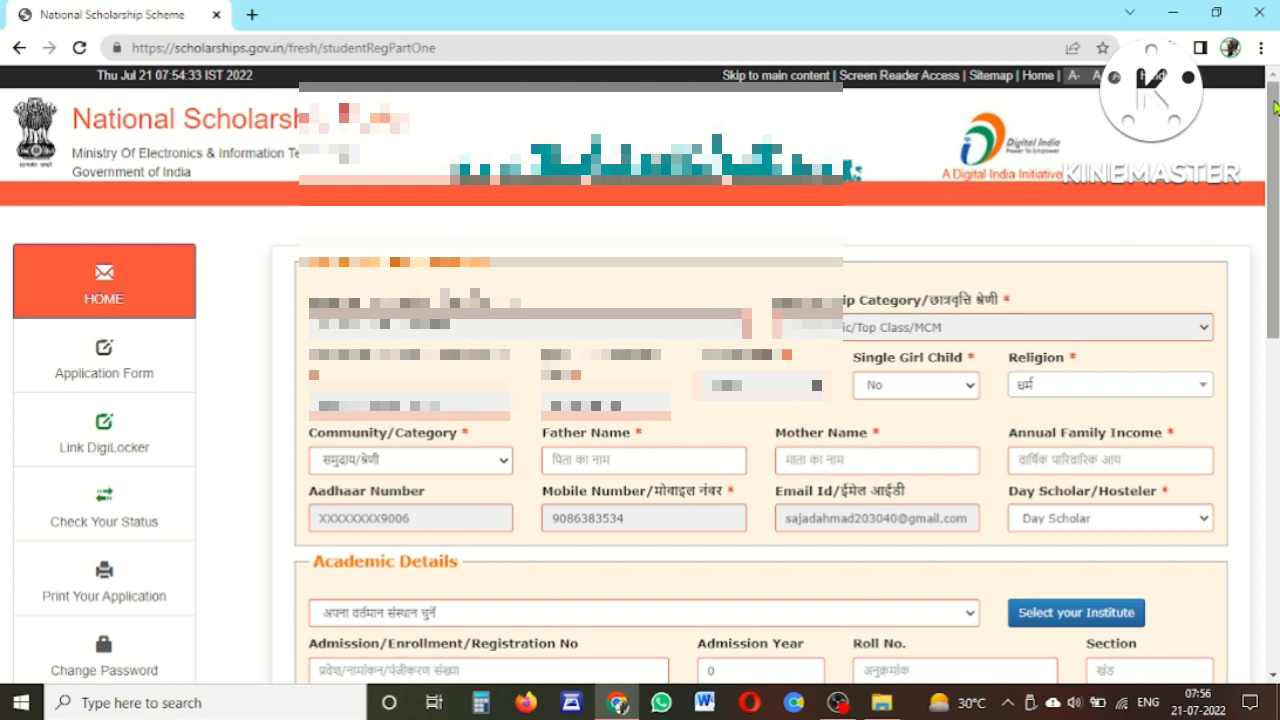 National Scholarship Scheme
https://scholarships.gov.in/fresh/studentRegPartOne
Thu Jul 21 07:54:33 IST 2022
Skip to main content | Screen Reader Access | Sitemap | Home | A-
National
Ministry Of Electronics & Information
Government of India
Digital India
Power To Empower
A Digital India Initiative
KINEMASTER
HOME
Application Form
Link DigiLocker
Check Your Status
Print Your Application
Change Password
Category/छात्रवृत्ति श्रेणी *
Class/MCM
Single Girl Child * Religion *
No धर्म
Community/Category * Father Name * Mother Name * Annual Family Income *
समुदाय/श्रेणी पिता का नाम माता का नाम वार्षिक पारिवारिक आय
Aadhaar Number Mobile Number/मोबाइल नंबर * Email Id/ईमेल आईडी Day Scholar/Hosteler *
XXXXXXXX9006 9086383534 sajadahmad203040@gmail.com Day Scholar
Academic Details
अपना वर्तमान संस्थान चुनें Select your Institute
Admission/Enrollment/Registration No Admission Year Roll No. Section
प्रवेश/नामांकन/पंजीकरण संख्या 0 अनुक्रमांक खंड
Type here to search
30°C ENG 07:56
21-07-2022